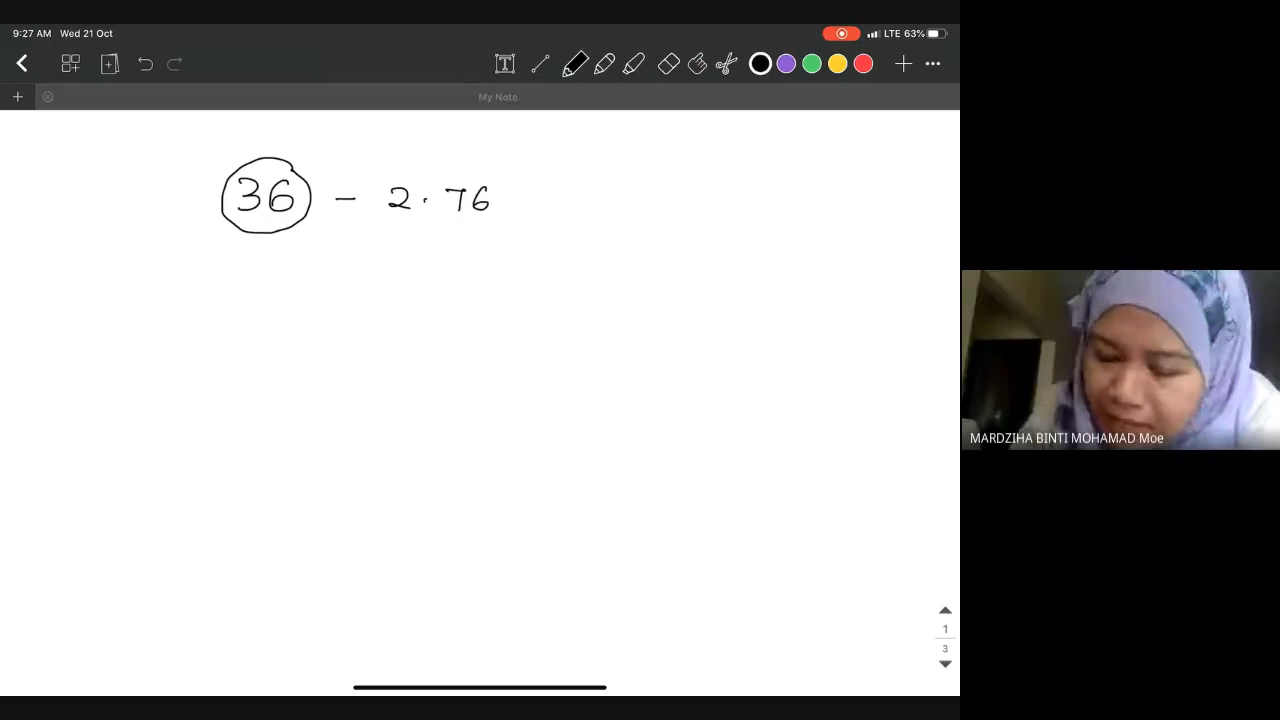 9:27 AM Wed 21 Oct
LTE 63%
T
My Note
36 - 2.76
MARDZIHA BINTI MOHAMAD Moe
1
3